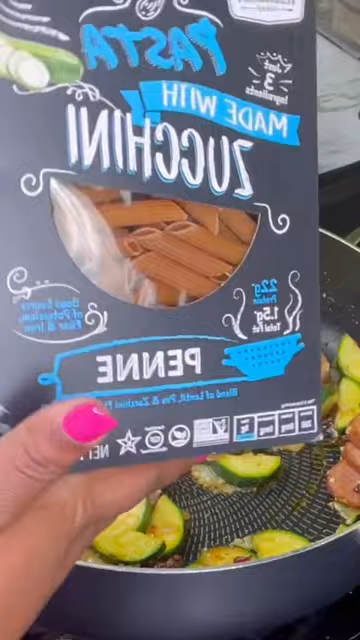 PASTA
Just
3
Ingredients
MADE WITH
ZUCCHINI
22g
Protein
1.5g
Total Fat
Good Source
of Potassium,
Fiber & Iron
PENNE
Blend of Lentil, Pea & Zucchini
NET